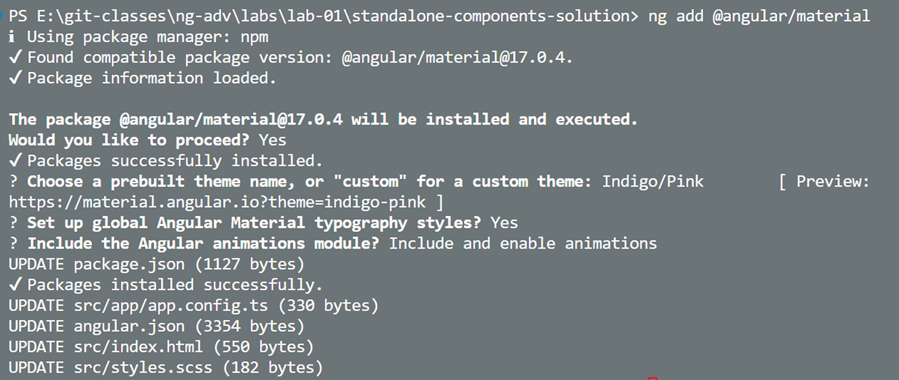 PS E:\git-classes\ng-adv\labs\lab-01\standalone-components-solution> ng add @angular/material
ℹ Using package manager: npm
✓ Found compatible package version: @angular/material@17.0.4.
✓ Package information loaded.
The package @angular/material@17.0.4 will be installed and executed.
Would you like to proceed? Yes
✓ Packages successfully installed.
? Choose a prebuilt theme name, or "custom" for a custom theme: Indigo/Pink        [ Preview:
https://material.angular.io?theme=indigo-pink ]
? Set up global Angular Material typography styles? Yes
? Include the Angular animations module? Include and enable animations
UPDATE package.json (1127 bytes)
✓ Packages installed successfully.
UPDATE src/app/app.config.ts (330 bytes)
UPDATE angular.json (3354 bytes)
UPDATE src/index.html (550 bytes)
UPDATE src/styles.scss (182 bytes)